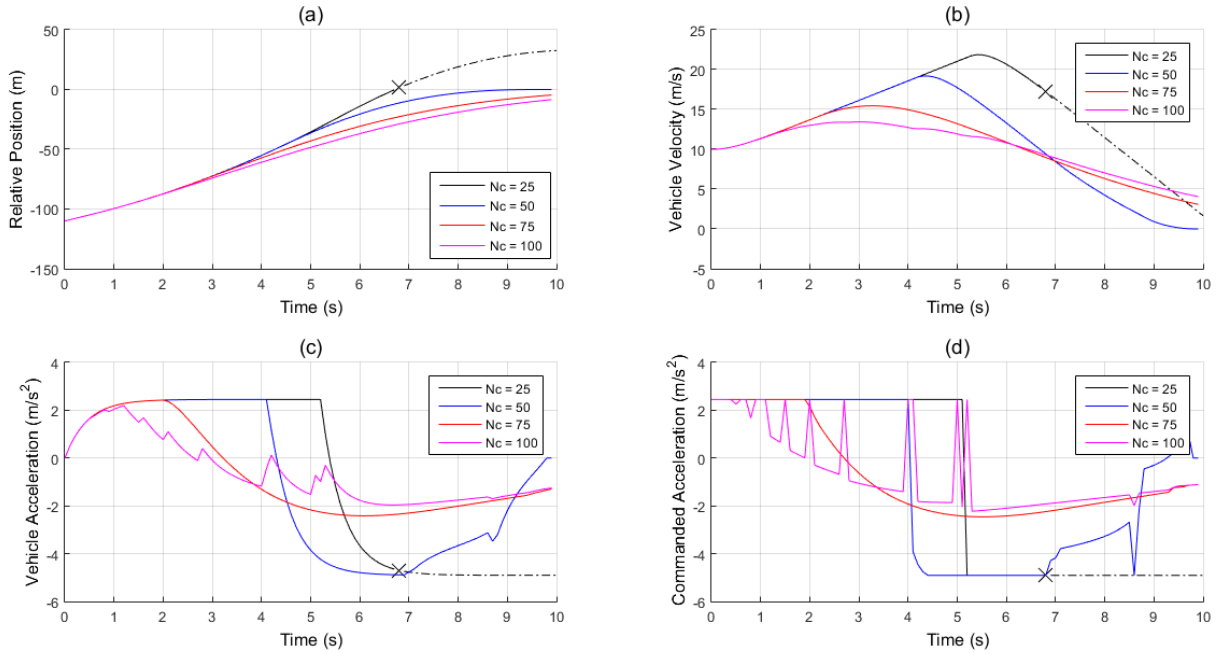 (a)
50
0
-50
-100
-150
Relative Position (m)
0 1 2 3 4 5 6 7 8 9 10
Time (s)
Nc = 25
Nc = 50
Nc = 75
Nc = 100
(b)
25
20
15
10
5
0
-5
Vehicle Velocity (m/s)
0 1 2 3 4 5 6 7 8 9 10
Time (s)
Nc = 25
Nc = 50
Nc = 75
Nc = 100
(c)
4
2
0
-2
-4
-6
Vehicle Acceleration (m/s²)
0 1 2 3 4 5 6 7 8 9 10
Time (s)
Nc = 25
Nc = 50
Nc = 75
Nc = 100
(d)
4
2
0
-2
-4
-6
Commanded Acceleration (m/s²)
0 1 2 3 4 5 6 7 8 9 10
Time (s)
Nc = 25
Nc = 50
Nc = 75
Nc = 100